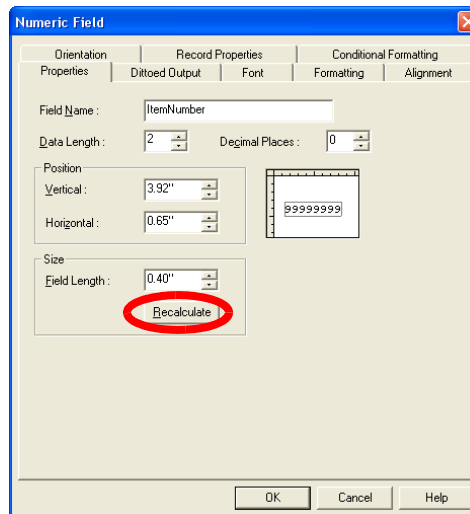 Numeric Field
Orientation Record Properties Conditional Formatting
Properties Dittoed Output Font Formatting Alignment
Field Name : ItemNumber
Data Length : 2 Decimal Places : 0
Position
Vertical : 3.92"
Horizontal : 0.65"
99999999
Size
Field Length : 0.40"
Recalculate
OK Cancel Help